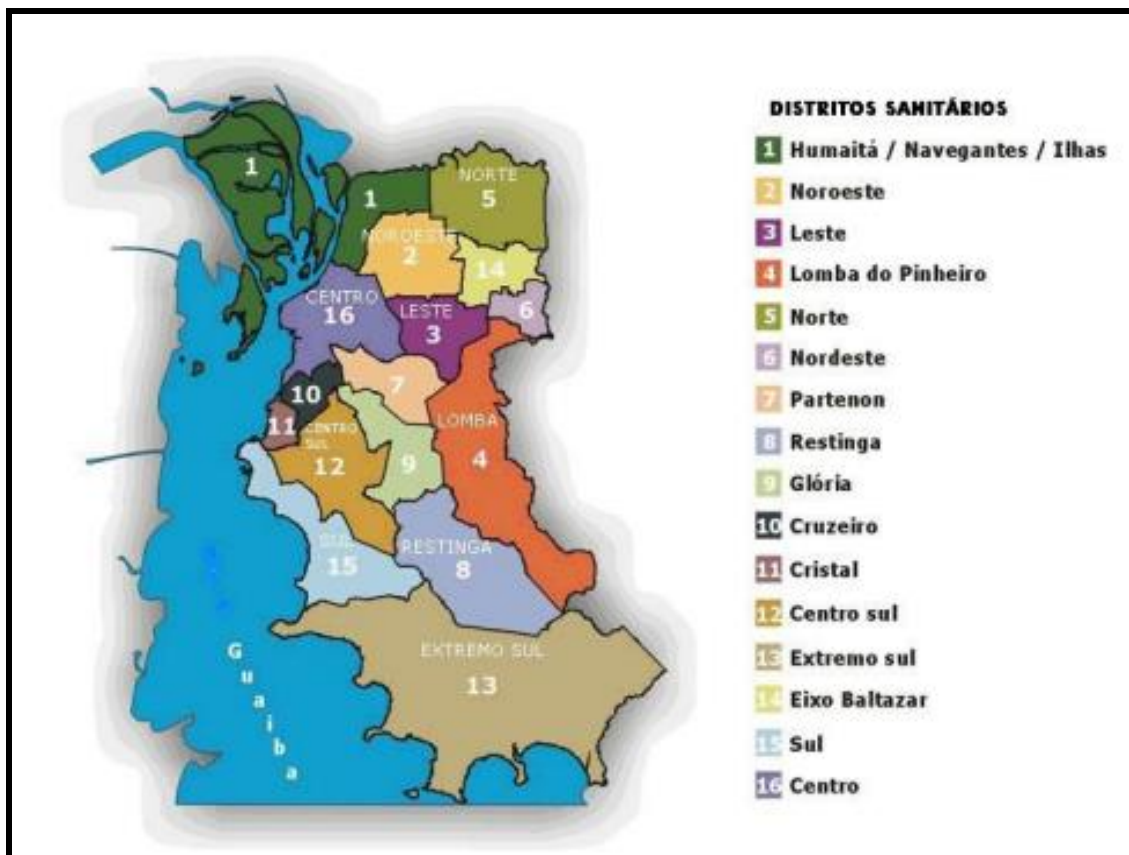 DISTRITOS SANITÁRIOS
1 Humaitá / Navegantes / Ilhas
2 Noroeste
3 Leste
4 Lomba do Pinheiro
5 Norte
6 Nordeste
7 Partenon
8 Restinga
9 Glória
10 Cruzeiro
11 Cristal
12 Centro sul
13 Extremo sul
14 Eixo Baltazar
15 Sul
16 Centro
1
1
NORTE
5
NOROESTE
2
14
6
CENTRO
16
LESTE
3
7
10
11
CENTRO
SUL
12
9
LOMBA
4
SUL
15
RESTINGA
8
EXTREMO SUL
13
Guaiba